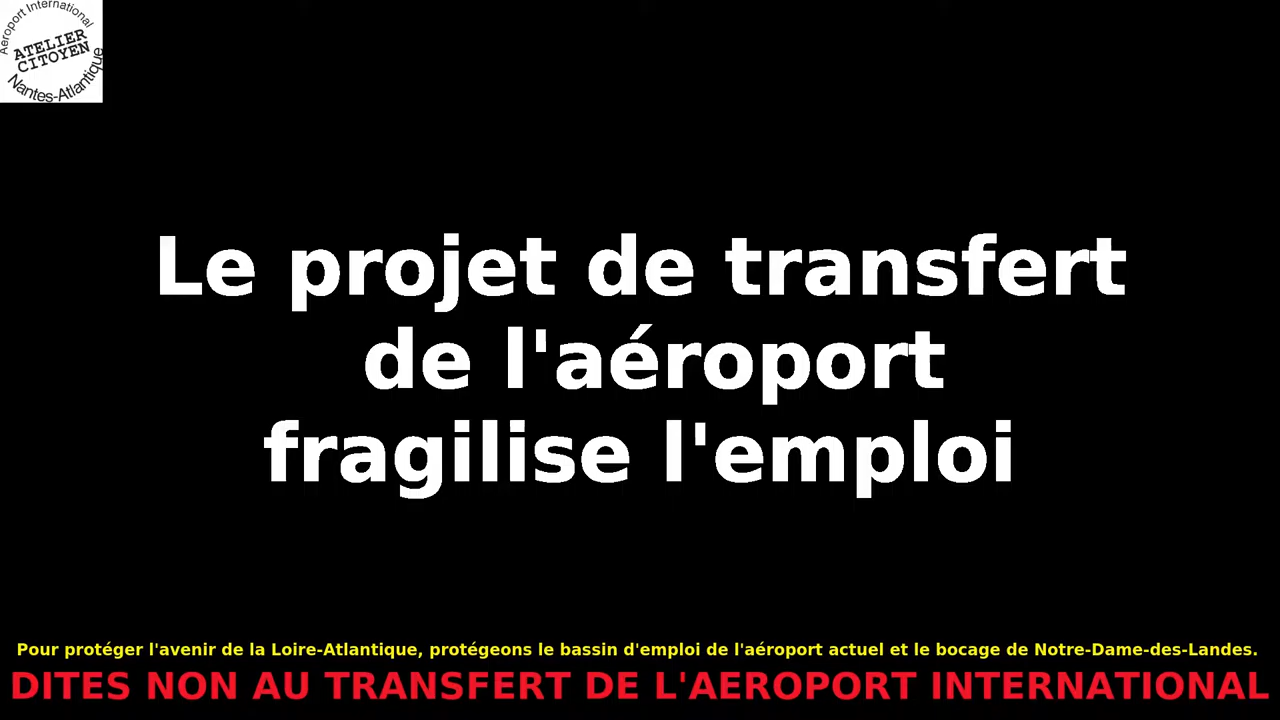 Aéroport International
ATELIER
CITOYEN
Nantes-Atlantique
Le projet de transfert
de l'aéroport
fragilise l'emploi
Pour protéger l'avenir de la Loire-Atlantique, protégeons le bassin d'emploi de l'aéroport actuel et le bocage de Notre-Dame-des-Landes.
DITES NON AU TRANSFERT DE L'AEROPORT INTERNATIONAL